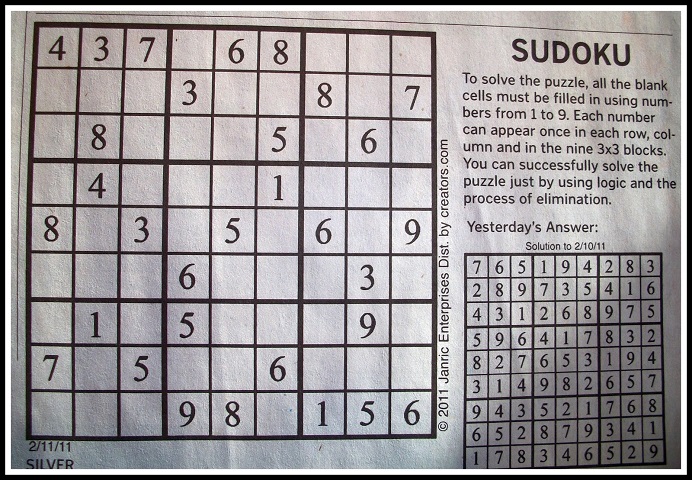 4 3 7 6 8
3 8 7
8 5 6
4 1
8 3 5 6 9
6 3
1 5 9
7 5 6
9 8 1 5 6
2/11/11
SILVER
© 2011 Janric Enterprises Dist. by creators.com
SUDOKU
To solve the puzzle, all the blank
cells must be filled in using num-
bers from 1 to 9. Each number
can appear once in each row, col-
umn and in the nine 3x3 blocks.
You can successfully solve the
puzzle just by using logic and the
process of elimination.
Yesterday's Answer:
Solution to 2/10/11
7 6 5 1 9 4 2 8 3
2 8 9 7 3 5 4 1 6
4 3 1 2 6 8 9 7 5
5 9 6 4 1 7 8 3 2
8 2 7 6 5 3 1 9 4
3 1 4 9 8 2 6 5 7
9 4 3 5 2 1 7 6 8
6 5 2 8 7 9 3 4 1
1 7 8 3 4 6 5 2 9